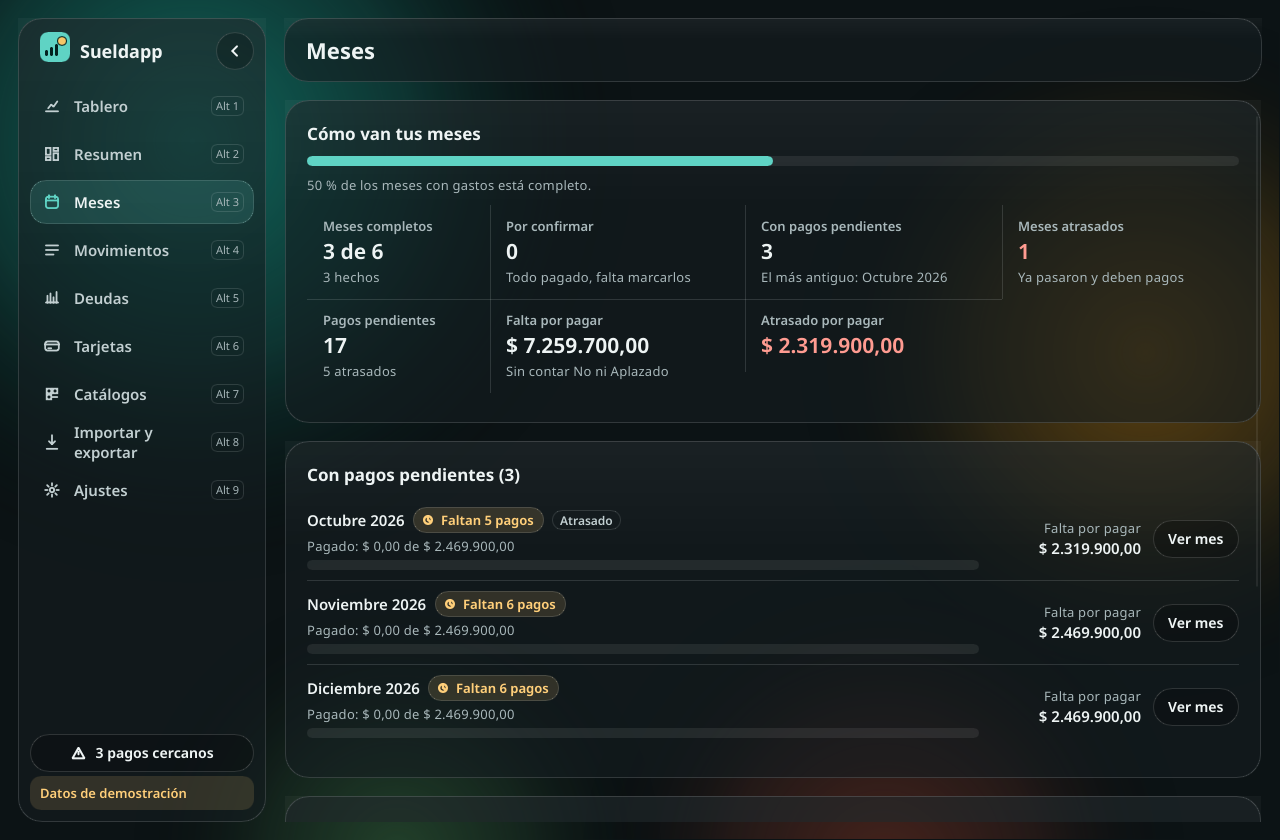 Sueldapp
Tablero Alt 1
Resumen Alt 2
Meses Alt 3
Movimientos Alt 4
Deudas Alt 5
Tarjetas Alt 6
Catálogos Alt 7
Importar y
exportar Alt 8
Ajustes Alt 9
3 pagos cercanos
Datos de demostración
Meses
Cómo van tus meses
50 % de los meses con gastos está completo.
Meses completos
3 de 6
3 hechos
Por confirmar
0
Todo pagado, falta marcarlos
Con pagos pendientes
3
El más antiguo: Octubre 2026
Meses atrasados
1
Ya pasaron y deben pagos
Pagos pendientes
17
5 atrasados
Falta por pagar
$ 7.259.700,00
Sin contar No ni Aplazado
Atrasado por pagar
$ 2.319.900,00
Con pagos pendientes (3)
Octubre 2026 Faltan 5 pagos Atrasado
Pagado: $ 0,00 de $ 2.469.900,00
Falta por pagar
$ 2.319.900,00
Ver mes
Noviembre 2026 Faltan 6 pagos
Pagado: $ 0,00 de $ 2.469.900,00
Falta por pagar
$ 2.469.900,00
Ver mes
Diciembre 2026 Faltan 6 pagos
Pagado: $ 0,00 de $ 2.469.900,00
Falta por pagar
$ 2.469.900,00
Ver mes